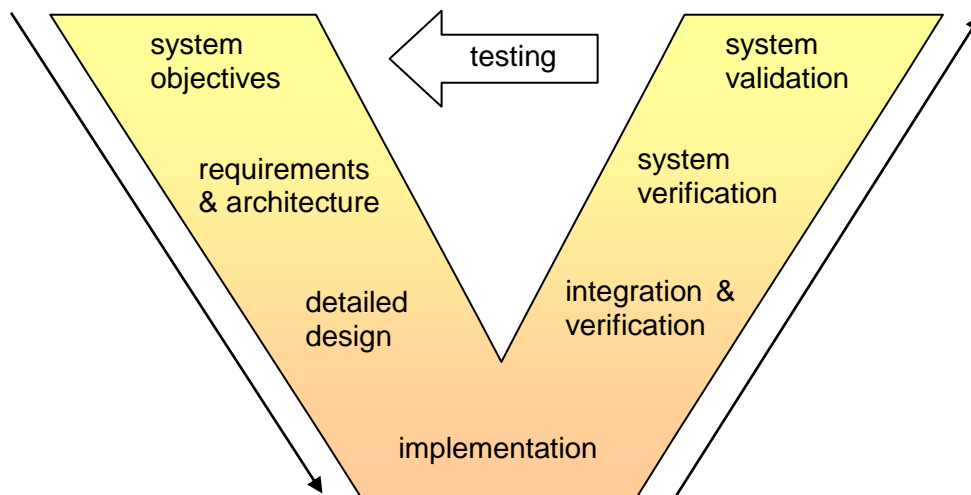 system
objectives
testing
system
validation
requirements
& architecture
system
verification
detailed
design
integration &
verification
implementation